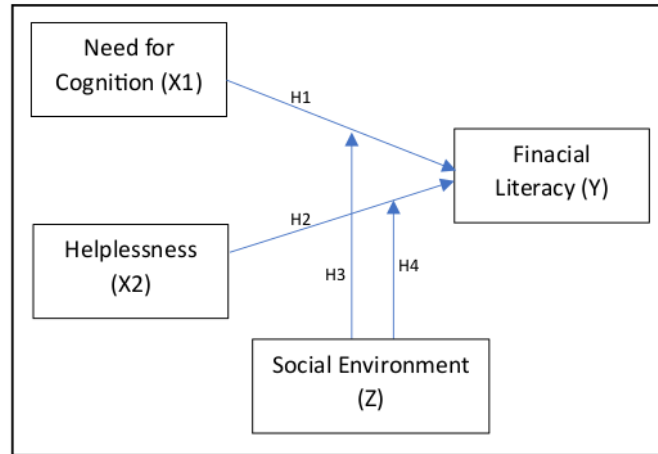 Need for
Cognition (X1)
H1
Finacial
Literacy (Y)
H2
Helplessness
(X2)
H3
H4
Social Environment
(Z)